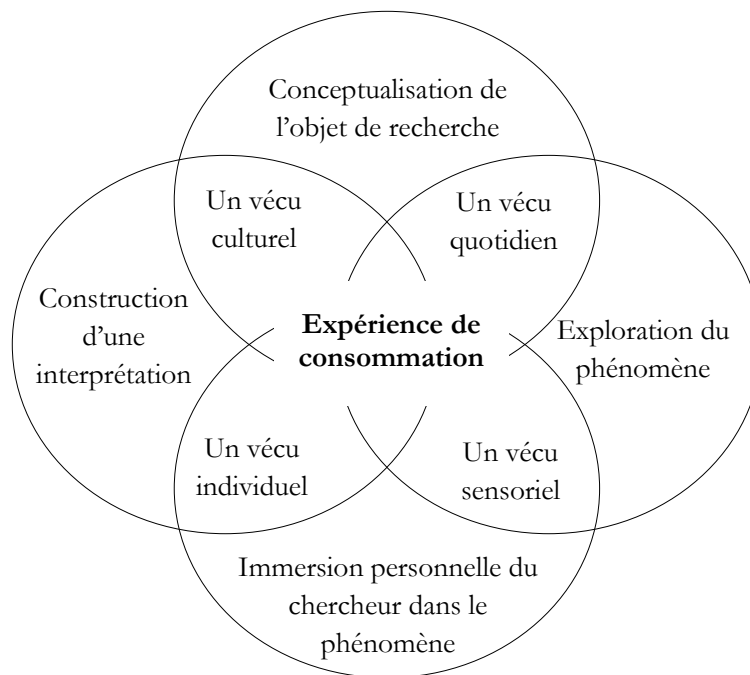 Conceptualisation de
l’objet de recherche
Un vécu
culturel
Un vécu
quotidien
Construction
d’une
interprétation
Expérience de
consommation
Exploration du
phénomène
Un vécu
individuel
Un vécu
sensoriel
Immersion personnelle du
chercheur dans le
phénomène